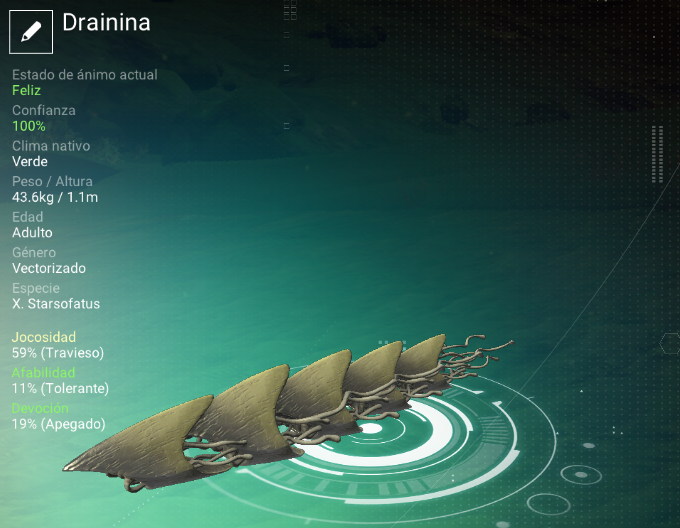 Drainina
Estado de ánimo actual
Feliz
Confianza
100%
Clima nativo
Verde
Peso / Altura
43.6kg / 1.1m
Edad
Adulto
Género
Vectorizado
Especie
X. Starsofatus
Jocosidad
59% (Travieso)
Afabilidad
11% (Tolerante)
Devoción
19% (Apegado)